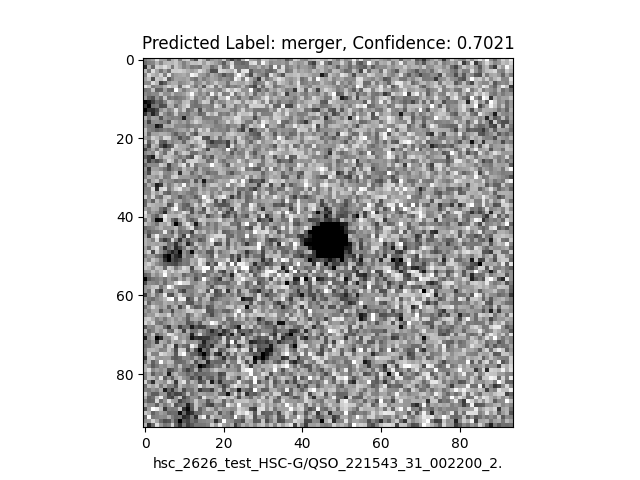 Predicted Label: merger, Confidence: 0.7021
0
20
40
60
80
0 20 40 60 80
hsc_2626_test_HSC-G/QSO_221543_31_002200_2.